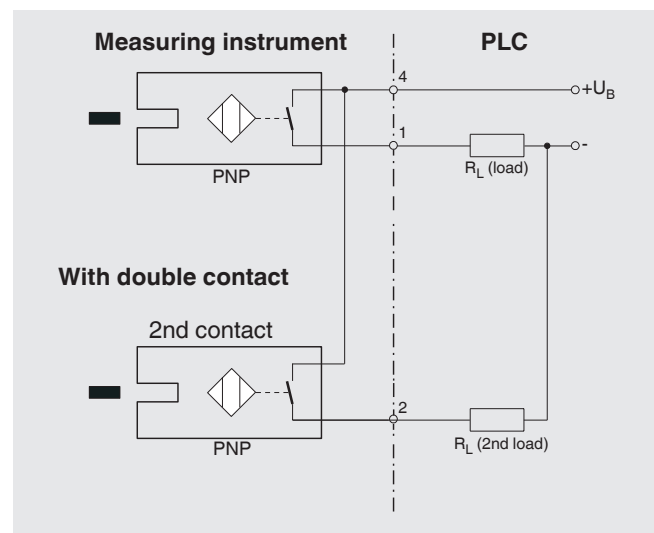 Measuring instrument
PLC
4
+U_B
1
-
R_L (load)
PNP
With double contact
2nd contact
2
R_L (2nd load)
PNP